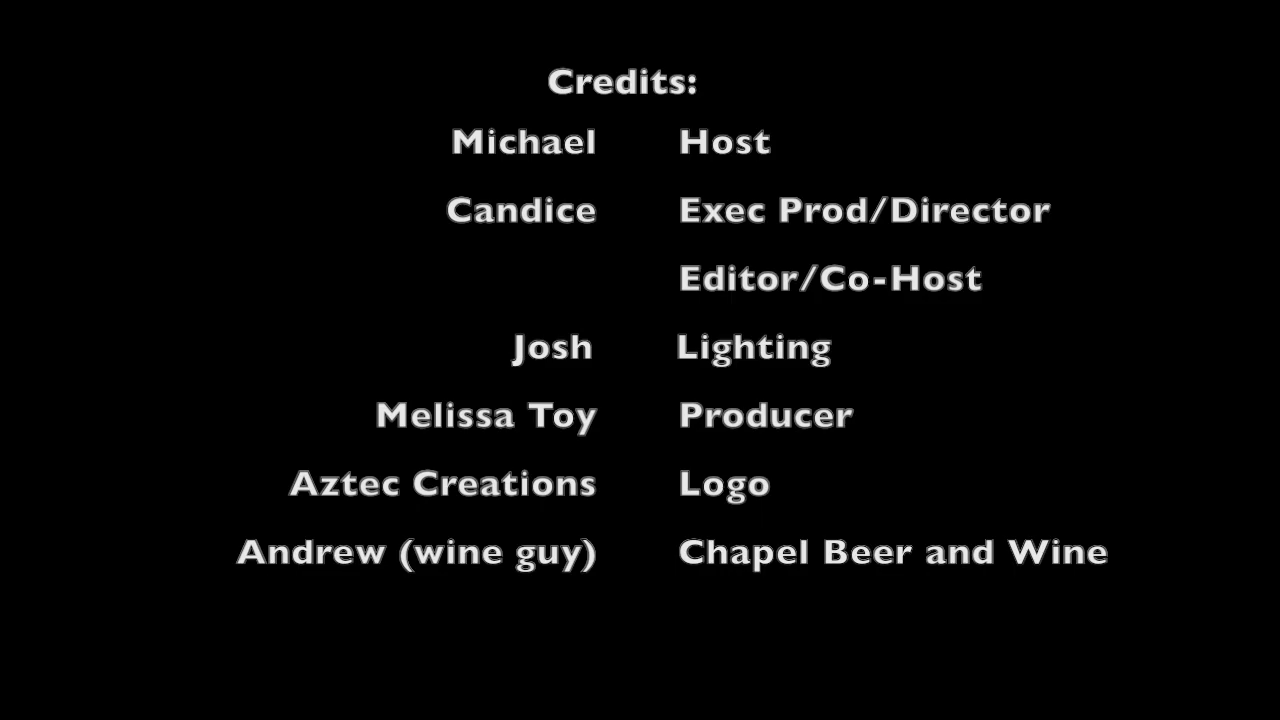 Credits:
Michael Host
Candice Exec Prod/Director
Editor/Co-Host
Josh Lighting
Melissa Toy Producer
Aztec Creations Logo
Andrew (wine guy) Chapel Beer and Wine